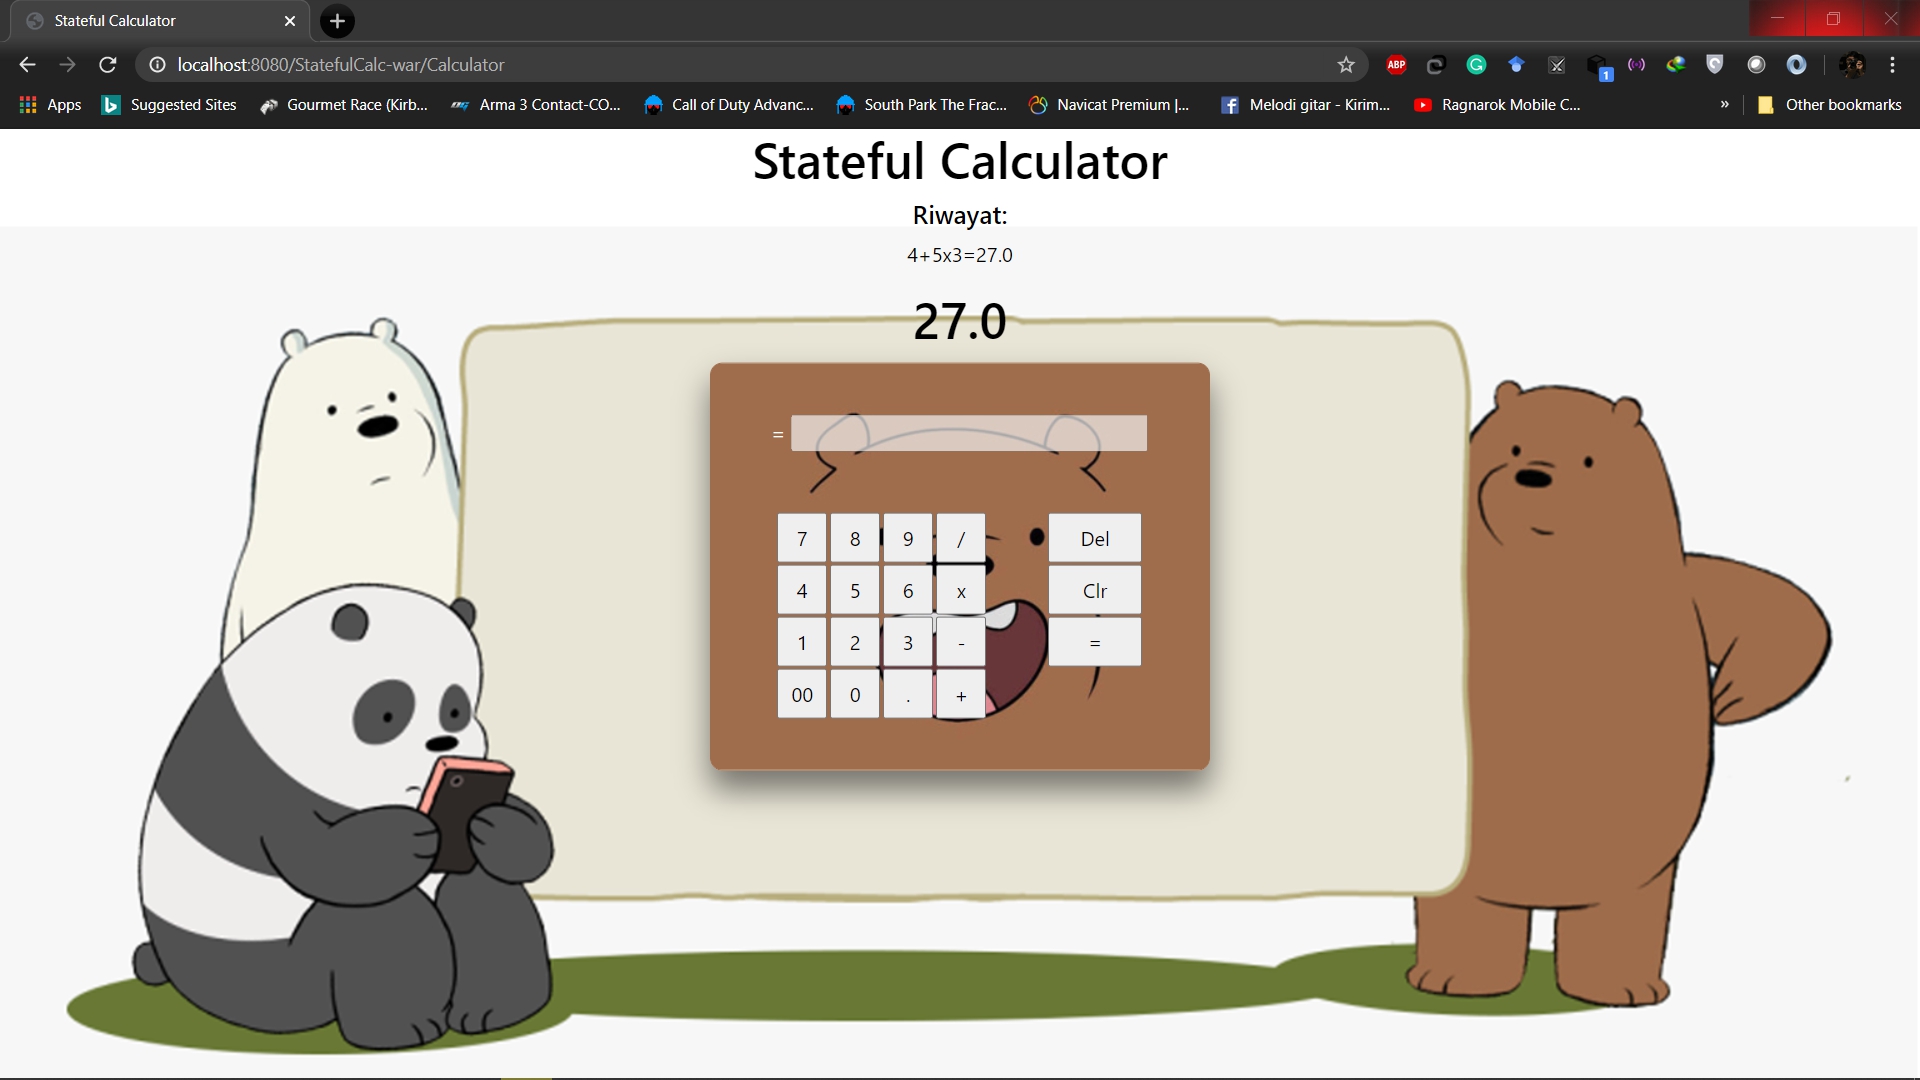 Stateful Calculator
localhost:8080/StatefulCalc-war/Calculator
ABP
1
Apps
Suggested Sites
Gourmet Race (Kirb...
Arma 3 Contact-CO...
Call of Duty Advanc...
South Park The Frac...
Navicat Premium |...
Melodi gitar - Kirim...
Ragnarok Mobile C...
»
Other bookmarks
Stateful Calculator
Riwayat:
4+5x3=27.0
27.0
=
7 8 9 / Del
4 5 6 x Clr
1 2 3 - =
00 0 . +